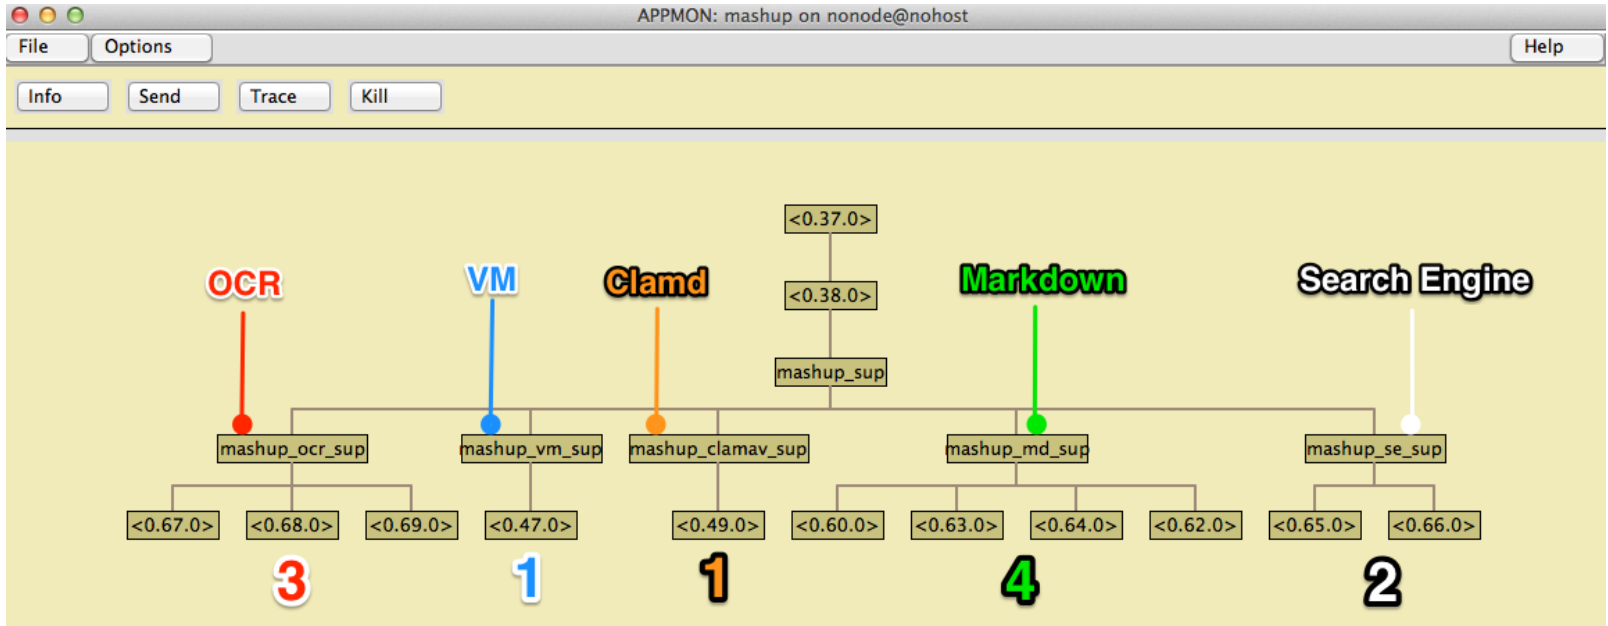 APPMON: mashup on nonode@nohost
File Options Help
Info Send Trace Kill
<0.37.0>
OCR VM Clamd Markdown Search Engine
<0.38.0>
mashup_sup
mashup_ocr_sup mashup_vm_sup mashup_clamav_sup mashup_md_sup mashup_se_sup
<0.67.0> <0.68.0> <0.69.0> <0.47.0> <0.49.0> <0.60.0> <0.63.0> <0.64.0> <0.62.0> <0.65.0> <0.66.0>
3 1 1 4 2